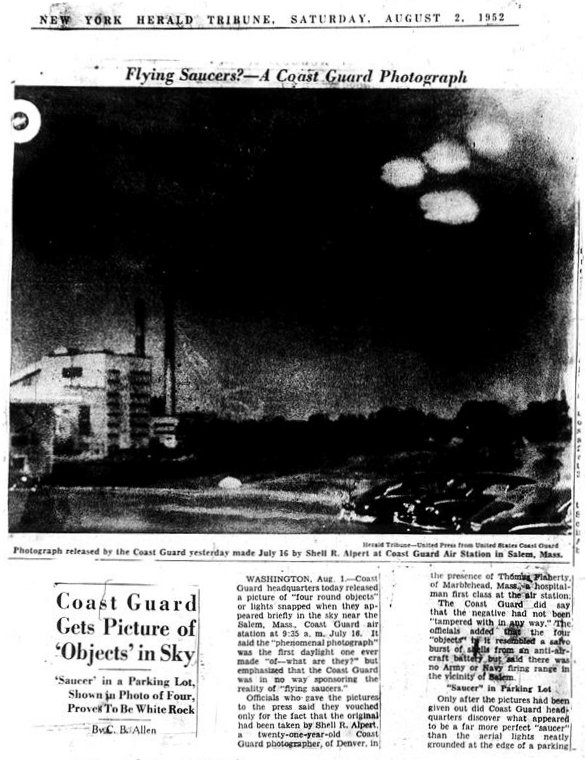 NEW YORK HERALD TRIBUNE, SATURDAY, AUGUST 2, 1952
Flying Saucers?—A Coast Guard Photograph
Herald Tribune—United Press from United States Coast Guard
Photograph released by the Coast Guard yesterday made July 16 by Shell R. Alpert at Coast Guard Air Station in Salem, Mass.
Coast Guard
Gets Picture of
'Objects' in Sky
'Saucer' in a Parking Lot,
Shown in Photo of Four,
Proves To Be White Rock
By C. B. Allen
WASHINGTON, Aug. 1.—Coast
Guard headquarters today released
a picture of "four round objects"
or lights snapped when they ap-
peared briefly in the sky near the
Salem, Mass., Coast Guard air
station at 9:35 a. m. July 16. It
said the "phenomenal photograph"
was the first daylight one ever
made "of—what are they?" but
emphasized that the Coast Guard
was in no way sponsoring the
reality of "flying saucers."
Officials who gave the pictures
to the press said they vouched
only for the fact that the original
had been taken by Shell R. Alpert,
a twenty-one-year-old Coast
Guard photographer, of Denver, in
the presence of Thomas Flaherty,
of Marblehead, Mass., a hospital-
man first class at the air station.
The Coast Guard did say
that the negative had not been
"tampered with in any way." The
officials added that the four
"objects" resembled a salvo
burst of shells from an anti-air-
craft battery but said there was
no Army or Navy firing range in
the vicinity of Salem.
"Saucer" in Parking Lot
Only after the pictures had been
given out did Coast Guard head-
quarters discover what appeared
to be a far more perfect "saucer"
than the aerial lights neatly
grounded at the edge of a parking